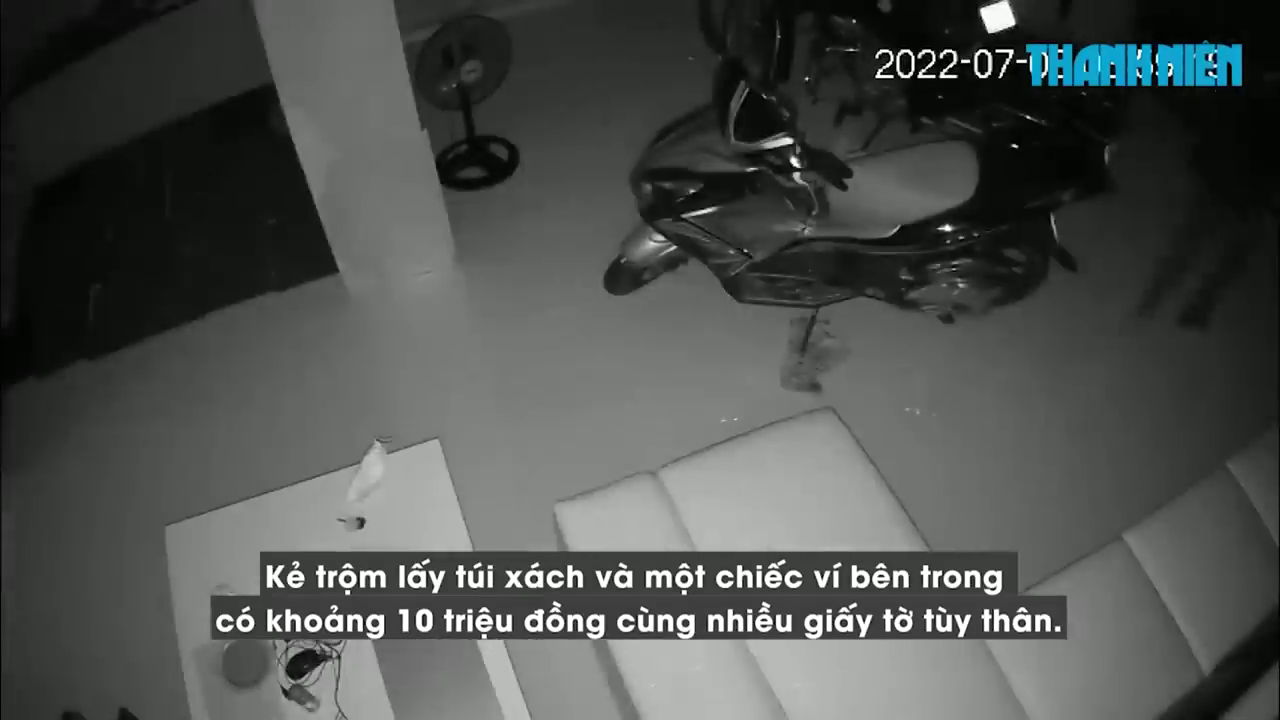 2022-07-0
THANH NIÊN
Kẻ trộm lấy túi xách và một chiếc ví bên trong
có khoảng 10 triệu đồng cùng nhiều giấy tờ tùy thân.